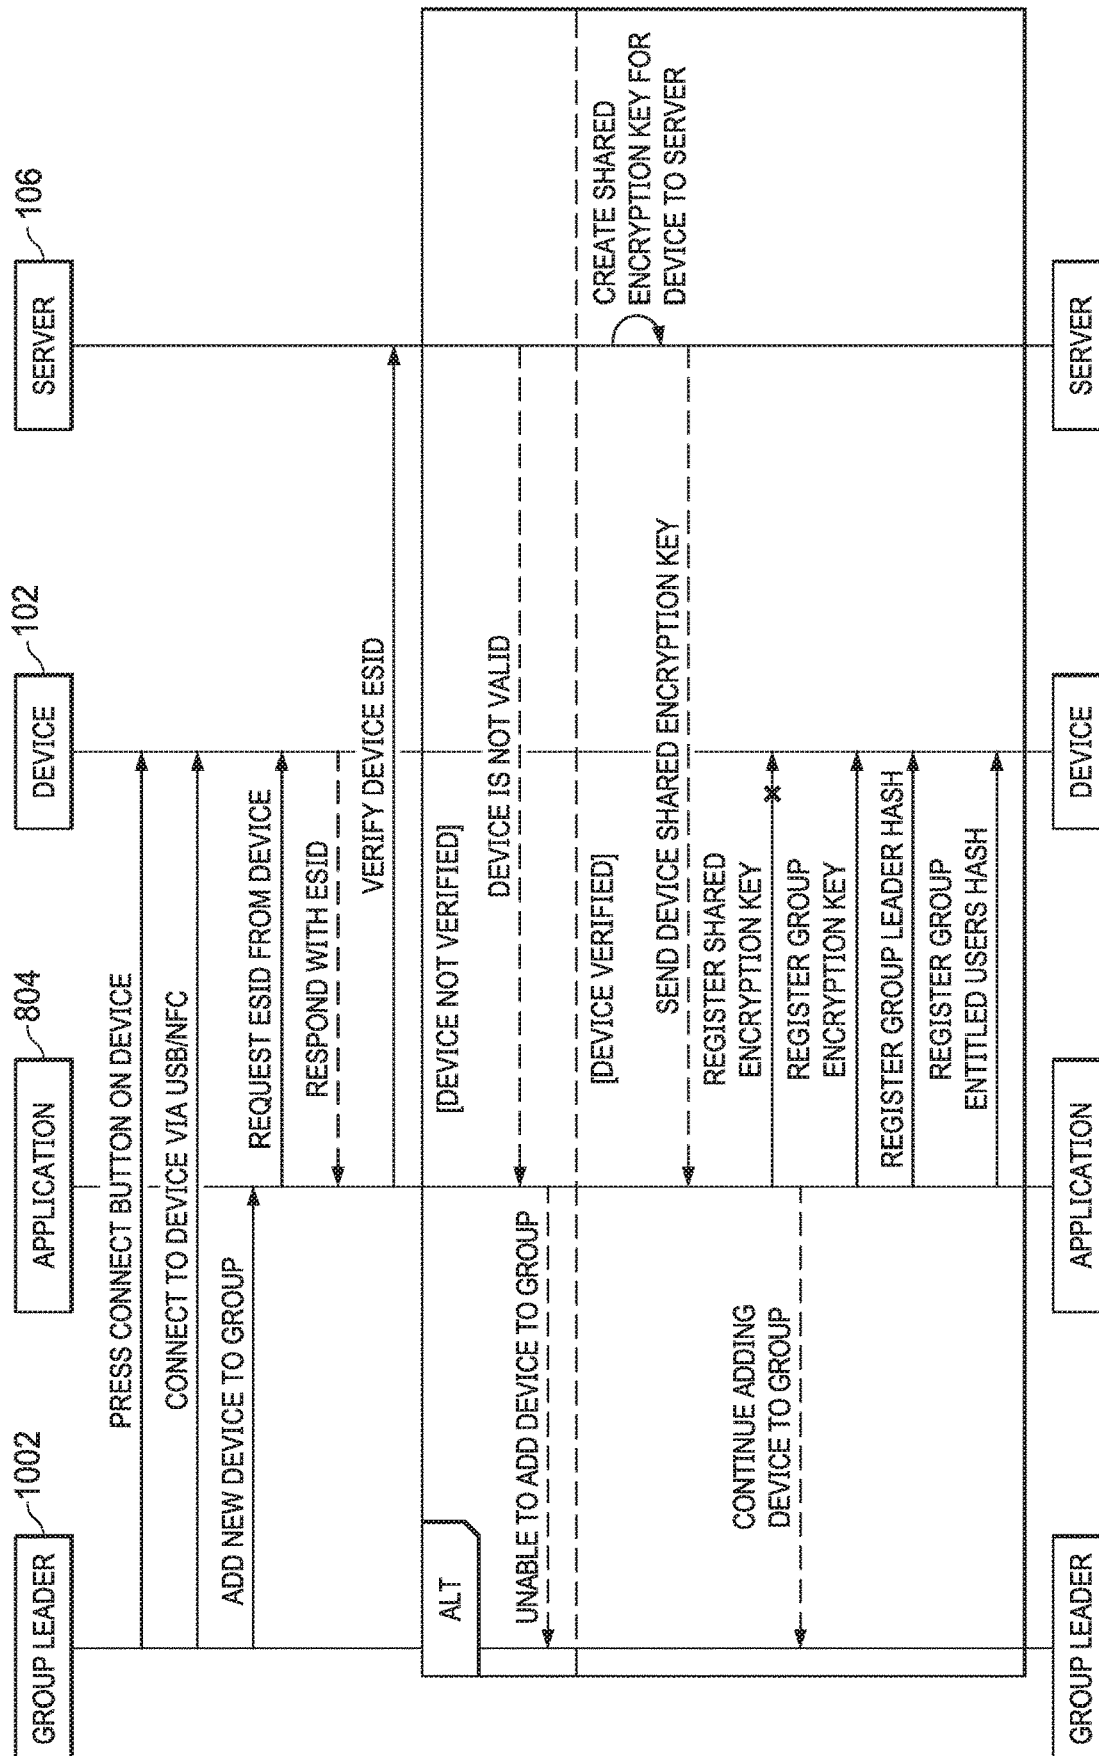 GROUP LEADER
1002
APPLICATION
804
DEVICE
102
SERVER
106
PRESS CONNECT BUTTON ON DEVICE
CONNECT TO DEVICE VIA USB/NFC
ADD NEW DEVICE TO GROUP
REQUEST ESID FROM DEVICE
RESPOND WITH ESID
VERIFY DEVICE ESID
ALT
[DEVICE NOT VERIFIED]
DEVICE IS NOT VALID
UNABLE TO ADD DEVICE TO GROUP
[DEVICE VERIFIED]
CREATE SHARED
ENCRYPTION KEY FOR
DEVICE TO SERVER
SEND DEVICE SHARED ENCRYPTION KEY
REGISTER SHARED
ENCRYPTION KEY
CONTINUE ADDING
DEVICE TO GROUP
REGISTER GROUP
ENCRYPTION KEY
REGISTER GROUP LEADER HASH
REGISTER GROUP
ENTITLED USERS HASH
GROUP LEADER
APPLICATION
DEVICE
SERVER